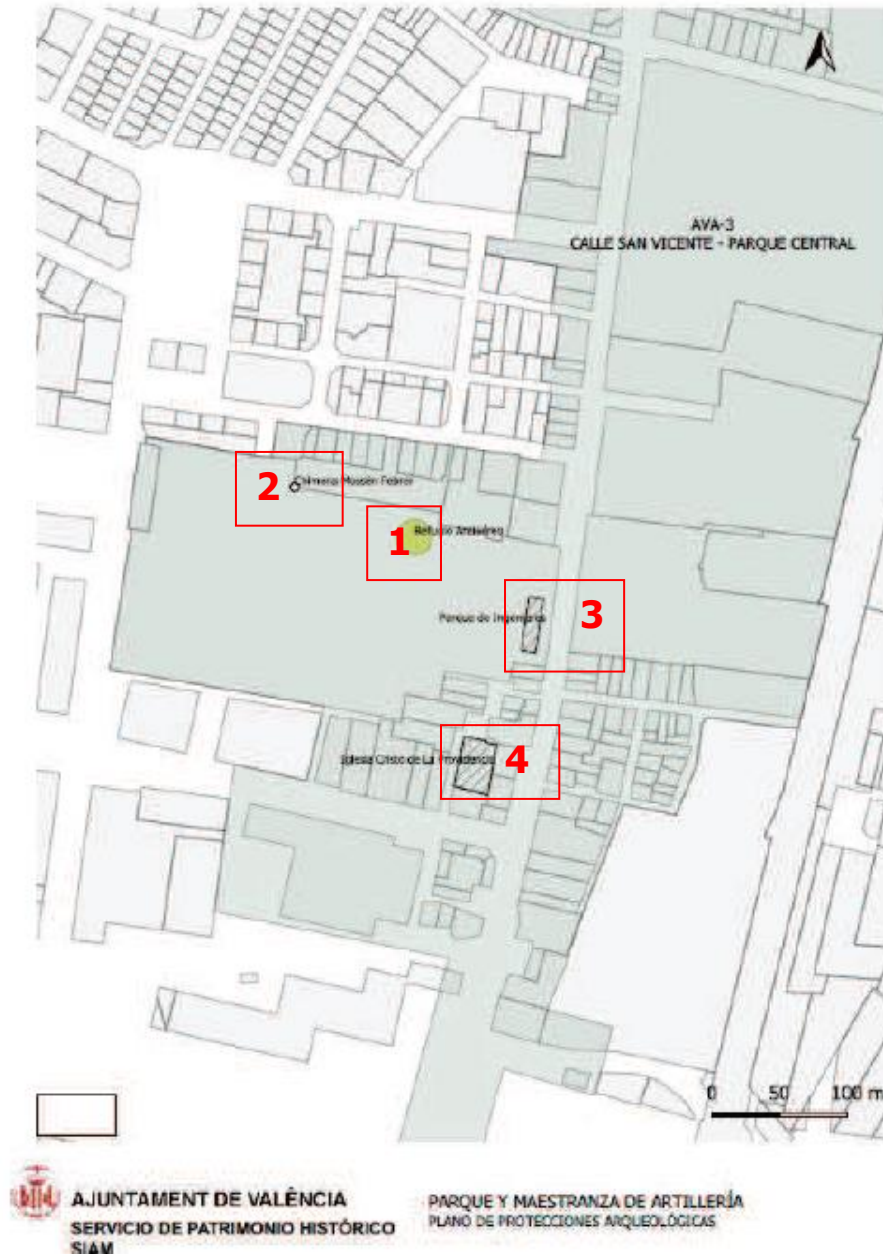 AVA-3
CALLE SAN VICENTE - PARQUE CENTRAL
2
Chimenea Mossén Febrer
1
Refugio Antiaéreo
Parque de Ingenieros
3
Iglesia Cristo de La Providencia
4
0 50 100 m
AJUNTAMENT DE VALÈNCIA
SERVICIO DE PATRIMONIO HISTÓRICO
SIAM
PARQUE Y MAESTRANZA DE ARTILLERÍA
PLANO DE PROTECCIONES ARQUEOLÓGICAS